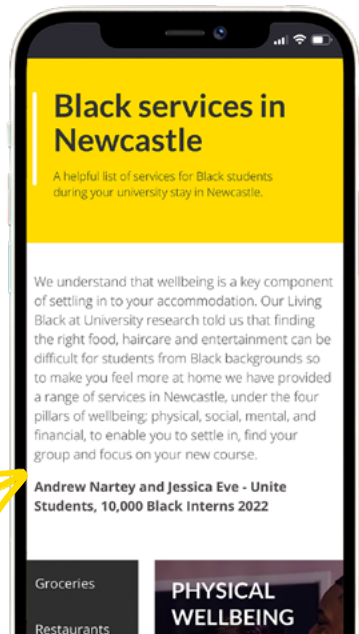 Black services in
Newcastle
A helpful list of services for Black students
during your university stay in Newcastle.
We understand that wellbeing is a key component
of settling in to your accommodation. Our Living
Black at University research told us that finding
the right food, haircare and entertainment can be
difficult for students from Black backgrounds so
to make you feel more at home we have provided
a range of services in Newcastle, under the four
pillars of wellbeing; physical, social, mental, and
financial, to enable you to settle in, find your
group and focus on your new course.
Andrew Nartey and Jessica Eve - Unite
Students, 10,000 Black Interns 2022
Groceries
Restaurants
PHYSICAL
WELLBEING